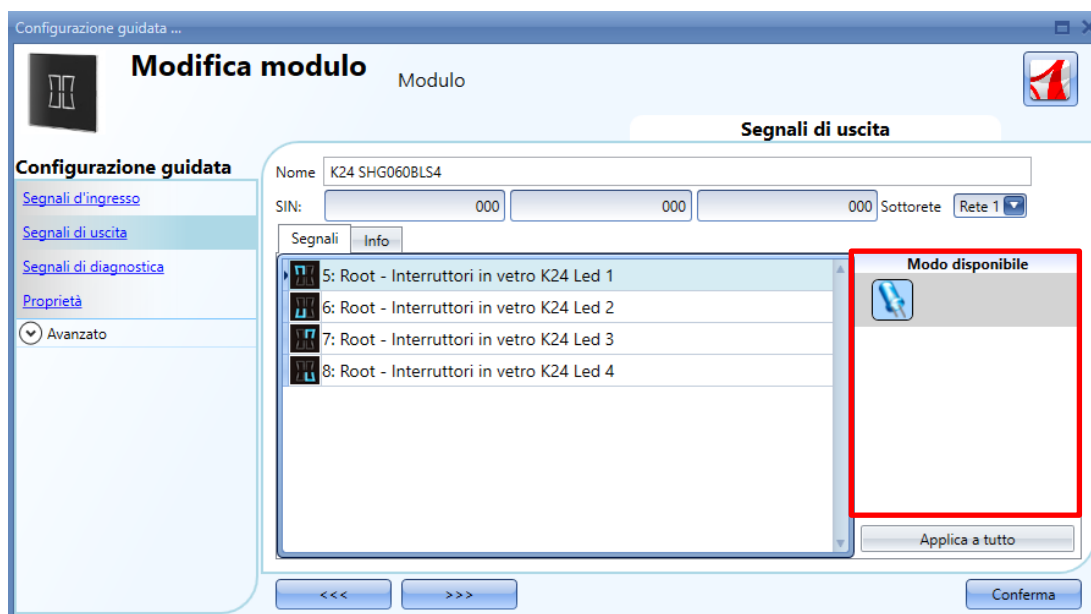 Configurazione guidata ...
Modifica modulo
Modulo
Segnali di uscita
Configurazione guidata
Segnali d'ingresso
Segnali di uscita
Segnali di diagnostica
Proprietà
Avanzato
Nome K24 SHG060BLS4
SIN: 000 000 000 Sottorete Rete 1
Segnali Info
5: Root - Interruttori in vetro K24 Led 1
6: Root - Interruttori in vetro K24 Led 2
7: Root - Interruttori in vetro K24 Led 3
8: Root - Interruttori in vetro K24 Led 4
Modo disponibile
Applica a tutto
<<< >>> Conferma